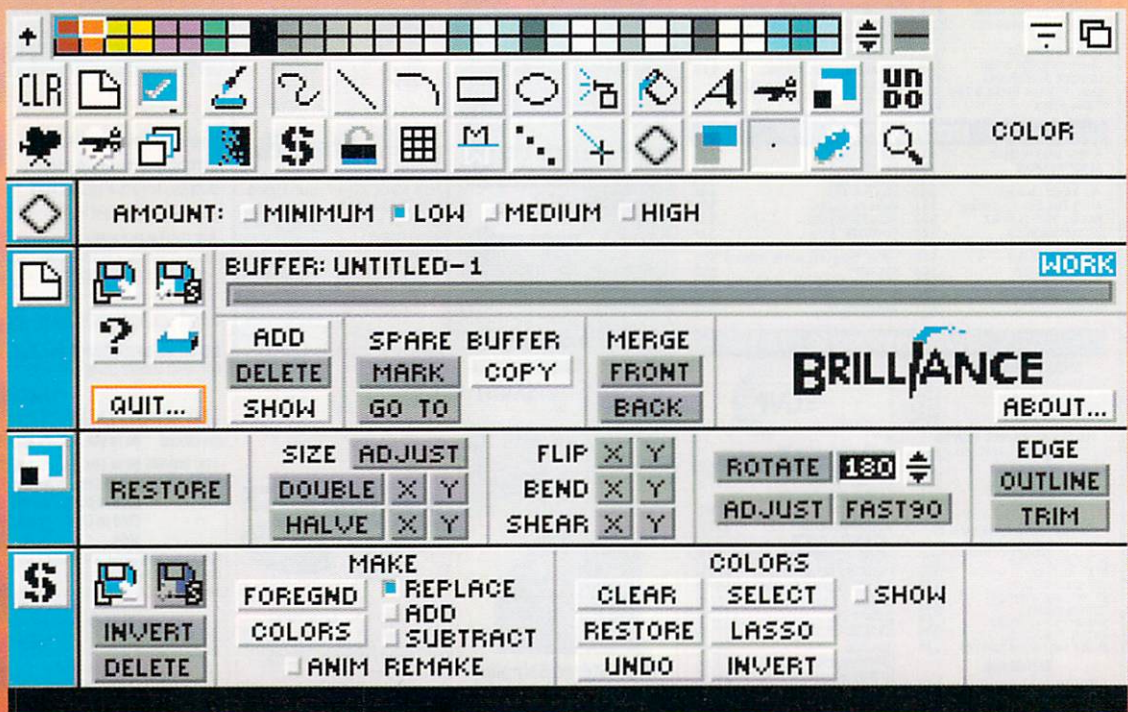 CLR
UNDO
COLOR
AMOUNT: MINIMUM LOW MEDIUM HIGH
BUFFER: UNTITLED-1 WORK
ADD SPARE BUFFER MERGE
DELETE MARK COPY FRONT
BRILLIANCE
QUIT... SHOW GO TO BACK ABOUT...
SIZE ADJUST FLIP X Y EDGE
RESTORE DOUBLE X Y BEND X Y ROTATE 180 OUTLINE
HALVE X Y SHEAR X Y ADJUST FAST90 TRIM
MAKE COLORS
FOREGND REPLACE CLEAR SELECT SHOW
ADD
INVERT COLORS SUBTRACT RESTORE LASSO
DELETE ANIM REMAKE UNDO INVERT